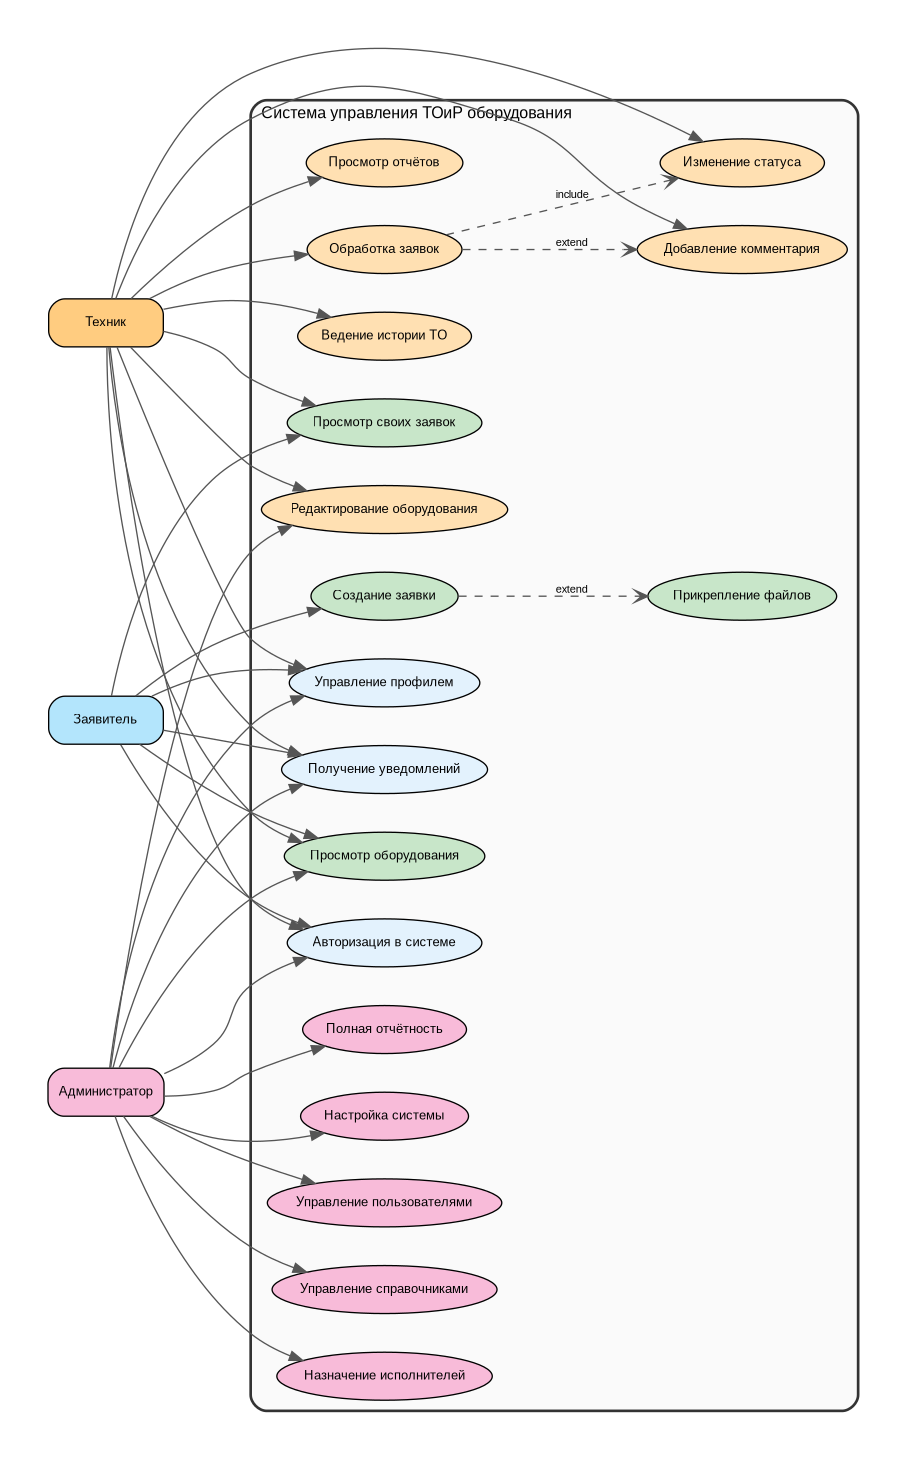 Система управления ТОиР оборудования
Просмотр отчётов
Изменение статуса
include
Обработка заявок
extend
Добавление комментария
Техник
Ведение истории ТО
Просмотр своих заявок
Редактирование оборудования
Создание заявки
extend
Прикрепление файлов
Управление профилем
Заявитель
Получение уведомлений
Просмотр оборудования
Авторизация в системе
Полная отчётность
Администратор
Настройка системы
Управление пользователями
Управление справочниками
Назначение исполнителей